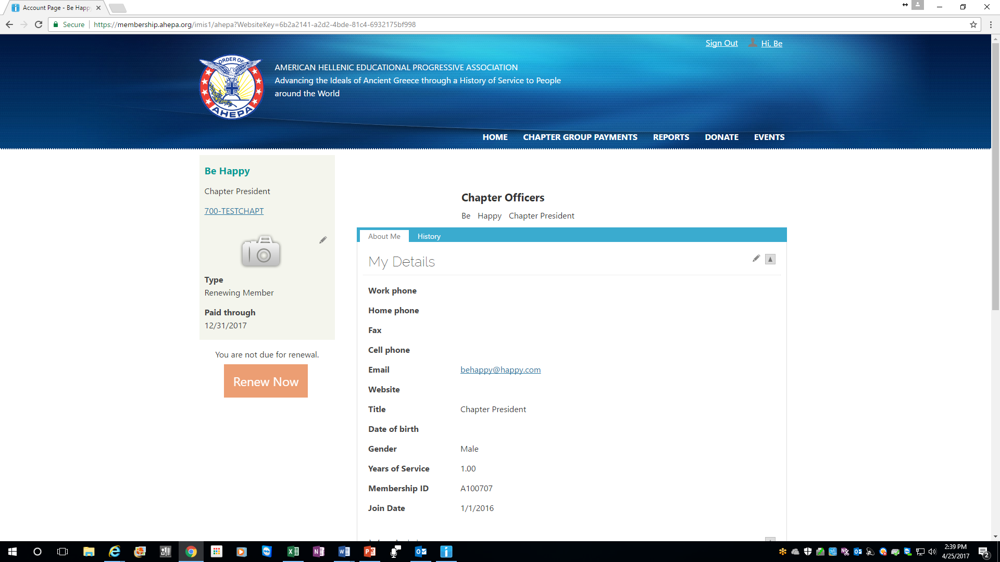 Account Page - Be Happy
Secure
https://membership.ahepa.org/imis1/ahepa?WebsiteKey=6b2a2141-a2d2-4bde-81c4-6932175bf998
Sign Out
Hi, Be
ORDER OF
AHEPA
AMERICAN HELLENIC EDUCATIONAL PROGRESSIVE ASSOCIATION
Advancing the Ideals of Ancient Greece through a History of Service to People
around the World
HOME CHAPTER GROUP PAYMENTS REPORTS DONATE EVENTS
Be Happy
Chapter President
700-TESTCHAPT
Type
Renewing Member
Paid through
12/31/2017
You are not due for renewal.
Renew Now
Chapter Officers
Be Happy Chapter President
About Me History
My Details
Work phone
Home phone
Fax
Cell phone
Email behappy@happy.com
Website
Title Chapter President
Date of birth
Gender Male
Years of Service 1.00
Membership ID A100707
Join Date 1/1/2016
2:39 PM
4/25/2017
2